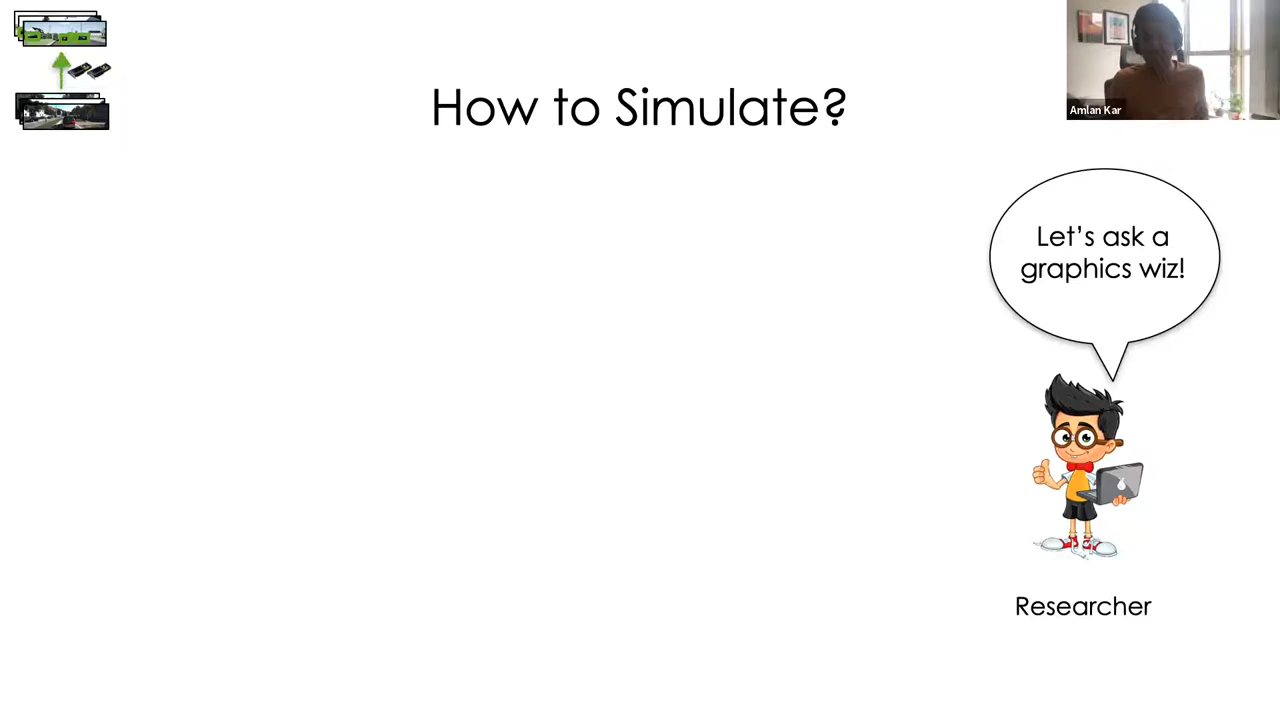 How to Simulate?
Amlan Kar
Let's ask a
graphics wiz!
Researcher